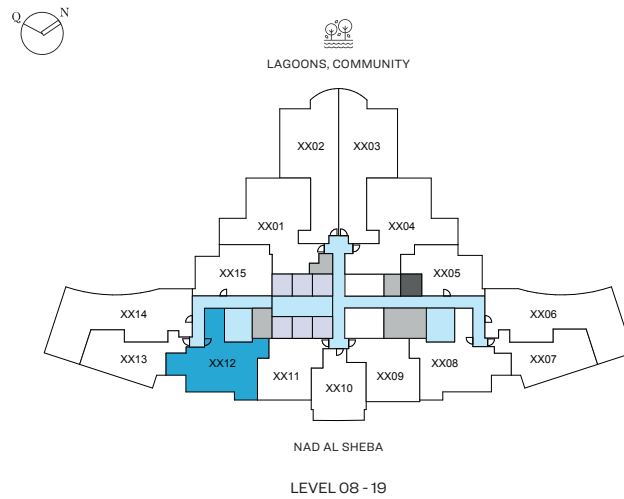 Q N
LAGOONS, COMMUNITY
XX02 XX03
XX01 XX04
XX15 XX05
XX14 XX06
XX13 XX12 XX08 XX07
XX11 XX10 XX09
NAD AL SHEBA
LEVEL 08 - 19